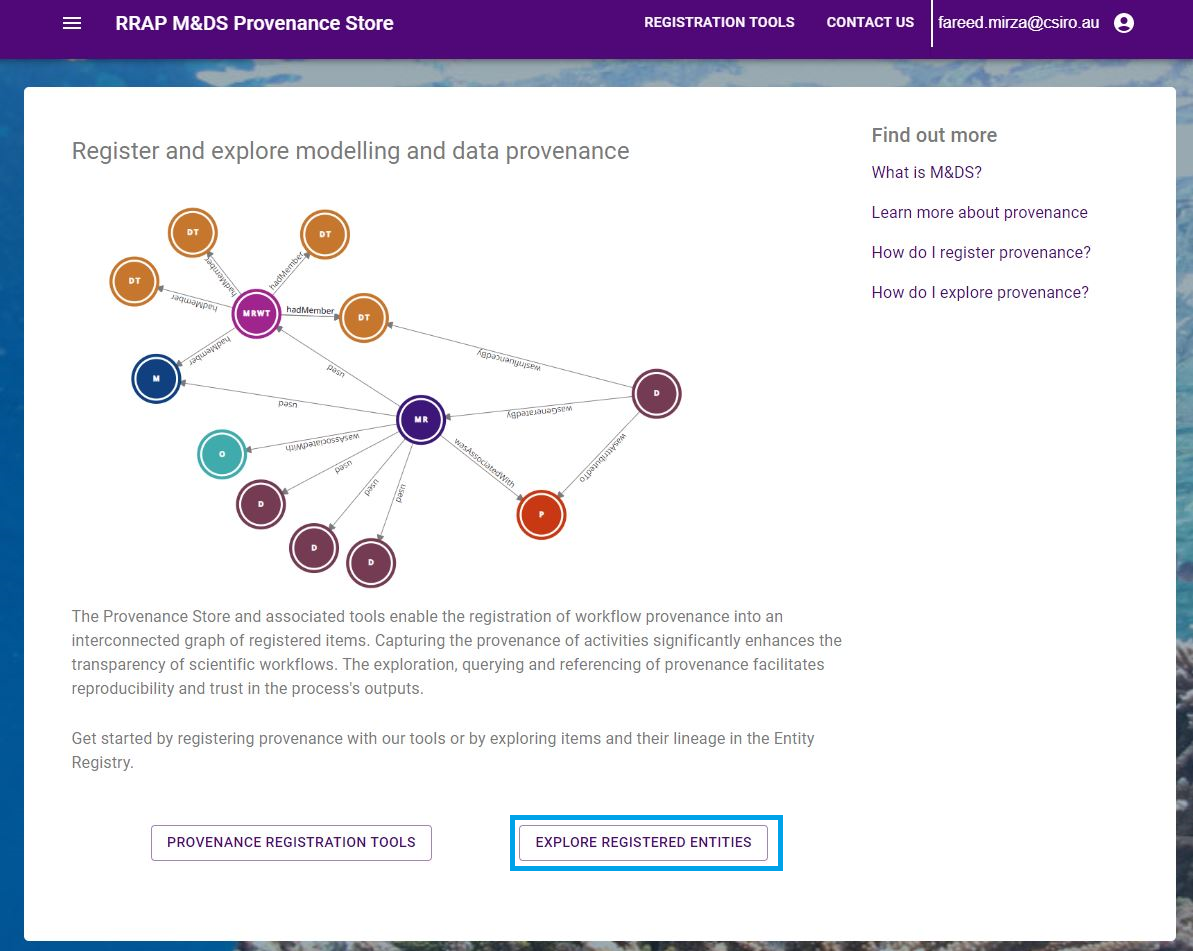 RRAP M&DS Provenance Store
REGISTRATION TOOLS
CONTACT US
fareed.mirza@csiro.au
Register and explore modelling and data provenance
DT
DT
DT
hadMember
hadMember
hadMember
MRWT
hadMember
DT
hadMember
M
used
used
wasInfluencedBy
D
wasGeneratedBy
MR
wasAssociatedWith
O
used
used
used
wasAssociatedWith
wasAttributedTo
D
D
D
P
The Provenance Store and associated tools enable the registration of workflow provenance into an
interconnected graph of registered items. Capturing the provenance of activities significantly enhances the
transparency of scientific workflows. The exploration, querying and referencing of provenance facilitates
reproducibility and trust in the process's outputs.
Get started by registering provenance with our tools or by exploring items and their lineage in the Entity
Registry.
PROVENANCE REGISTRATION TOOLS
EXPLORE REGISTERED ENTITIES
Find out more
What is M&DS?
Learn more about provenance
How do I register provenance?
How do I explore provenance?